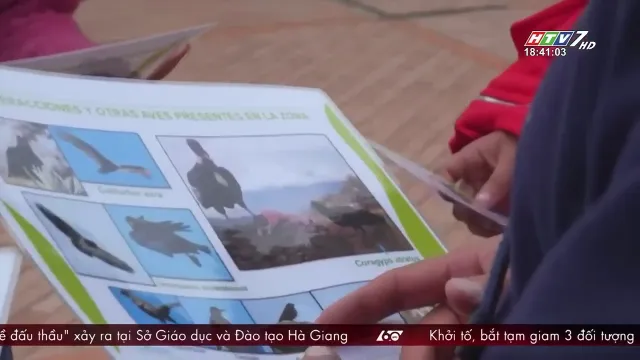 HTV7 HD
18:41:03
Y OTRAS AVES PRESENTES EN LA ZONA
Coragyps atratus
ề đấu thầu" xảy ra tại Sở Giáo dục và Đào tạo Hà Giang
Khởi tố, bắt tạm giam 3 đối tượng